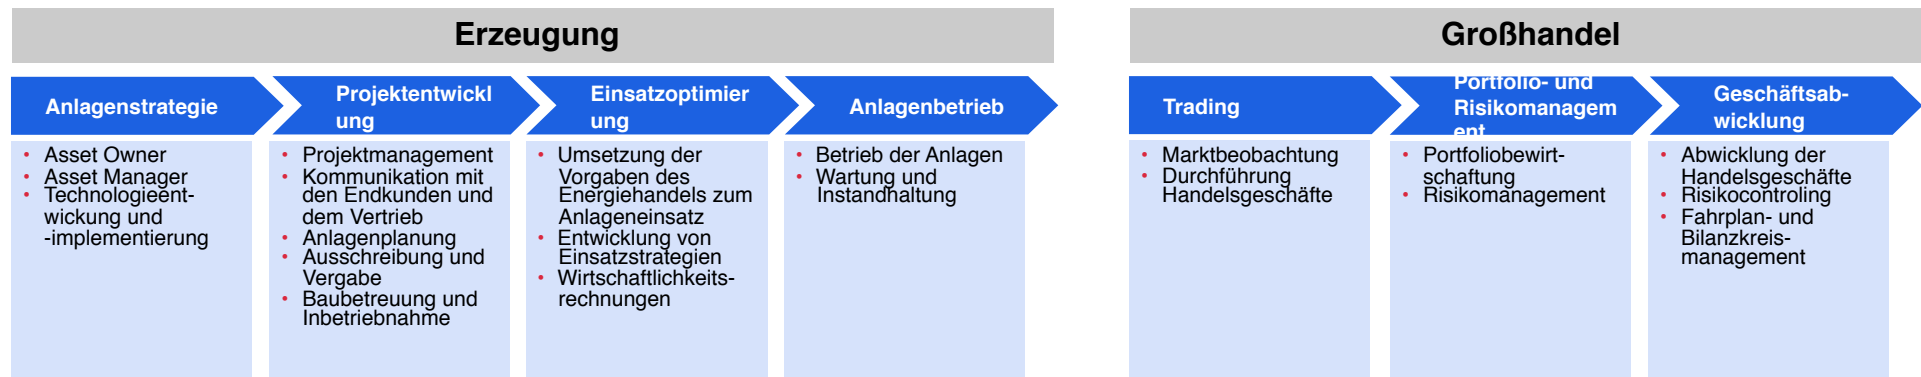 Erzeugung
Großhandel
Anlagenstrategie
Projektentwickl
ung
Einsatzoptimier
ung
Anlagenbetrieb
Trading
Portfolio- und
Risikomanagem
ent
Geschäftsab-
wicklung
• Asset Owner
• Asset Manager
• Technologieent-
wickung und
-implementierung
• Projektmanagement
• Kommunikation mit
den Endkunden und
dem Vertrieb
• Anlagenplanung
• Ausschreibung und
Vergabe
• Baubetreuung und
Inbetriebnahme
• Umsetzung der
Vorgaben des
Energiehandels zum
Anlageneinsatz
• Entwicklung von
Einsatzstrategien
• Wirtschaftlichkeits-
rechnungen
• Betrieb der Anlagen
• Wartung und
Instandhaltung
• Marktbeobachtung
• Durchführung
Handelsgeschäfte
• Portfoliobewirt-
schaftung
• Risikomanagement
• Abwicklung der
Handelsgeschäfte
• Risikocontroling
• Fahrplan- und
Bilanzkreis-
management